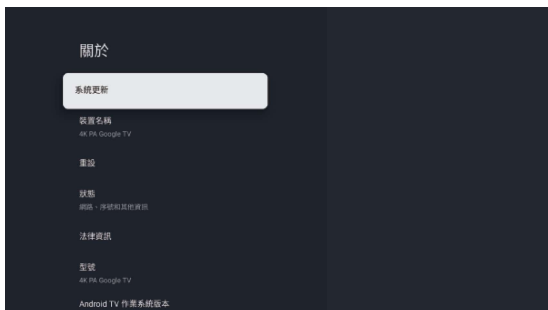 關於
系統更新
裝置名稱
4K PA Google TV
重設
狀態
網路、序號和其他資訊
法律資訊
型號
4K PA Google TV
Android TV 作業系統版本